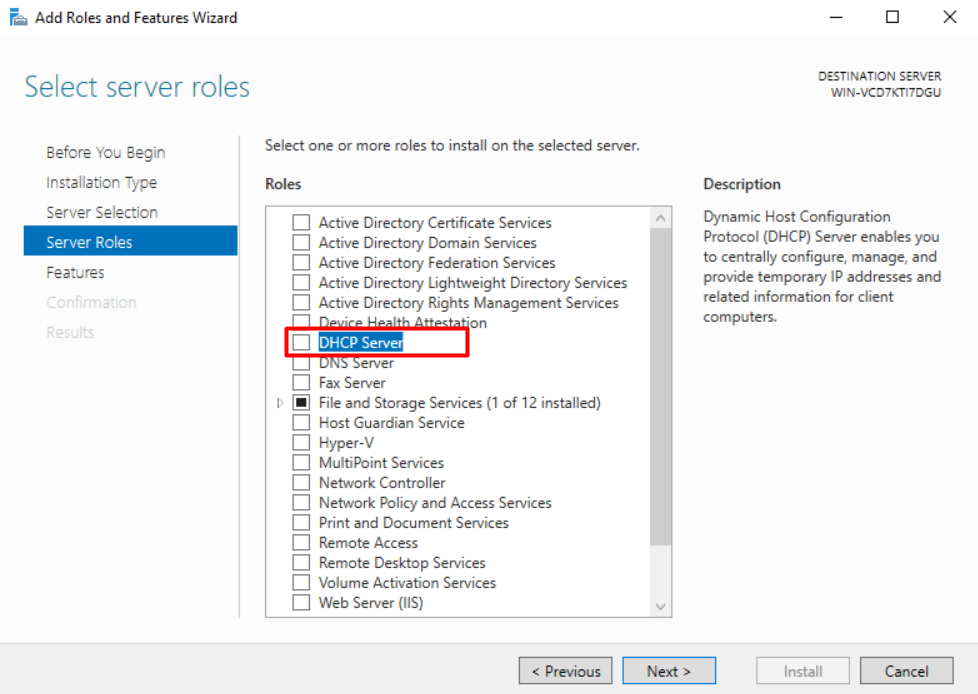 Add Roles and Features Wizard
Select server roles
DESTINATION SERVER
WIN-VCD7KTI7DGU
Before You Begin
Installation Type
Server Selection
Server Roles
Features
Confirmation
Results
Select one or more roles to install on the selected server.
Roles
Active Directory Certificate Services
Active Directory Domain Services
Active Directory Federation Services
Active Directory Lightweight Directory Services
Active Directory Rights Management Services
Device Health Attestation
DHCP Server
DNS Server
Fax Server
File and Storage Services (1 of 12 installed)
Host Guardian Service
Hyper-V
MultiPoint Services
Network Controller
Network Policy and Access Services
Print and Document Services
Remote Access
Remote Desktop Services
Volume Activation Services
Web Server (IIS)
Description
Dynamic Host Configuration
Protocol (DHCP) Server enables you
to centrally configure, manage, and
provide temporary IP addresses and
related information for client
computers.
< Previous
Next >
Install
Cancel